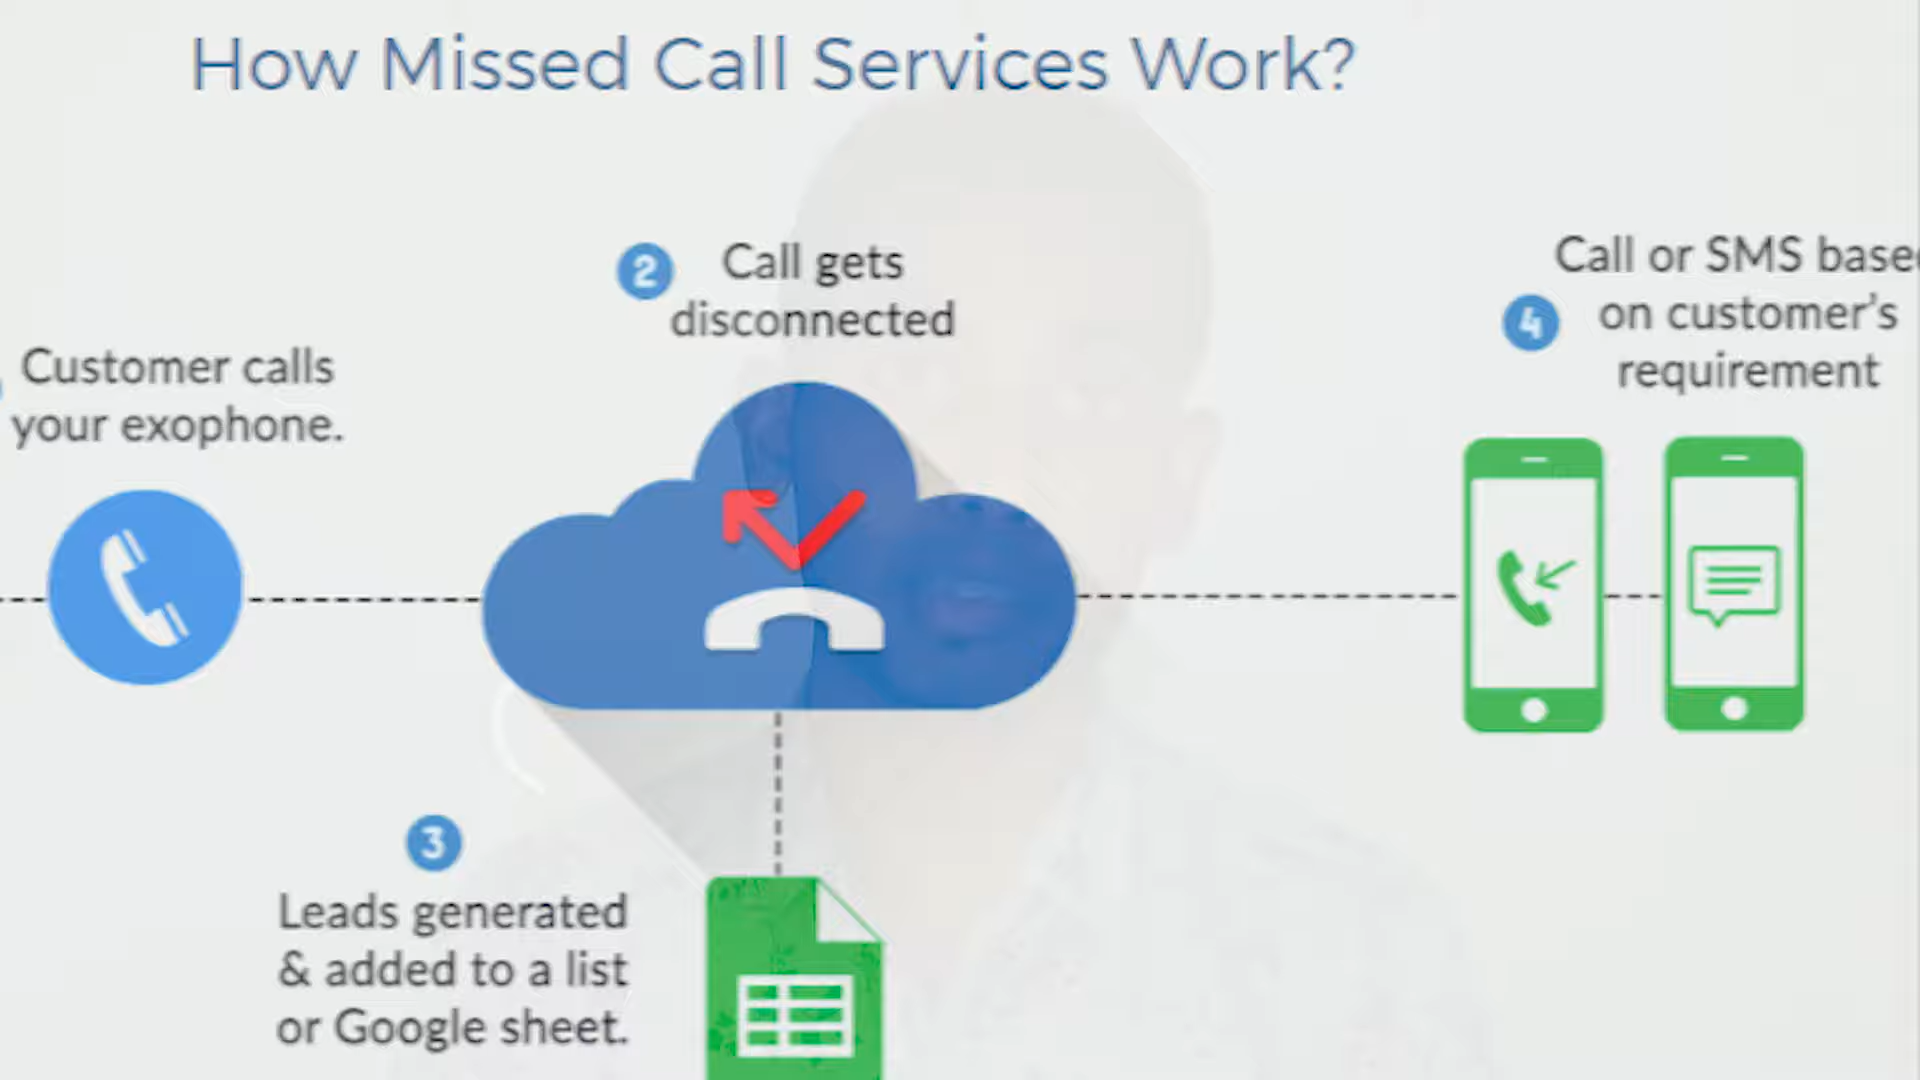 How Missed Call Services Work?
Customer calls
your exophone.
2
Call gets
disconnected
3
Leads generated
& added to a list
or Google sheet.
Call or SMS based
4
on customer's
requirement